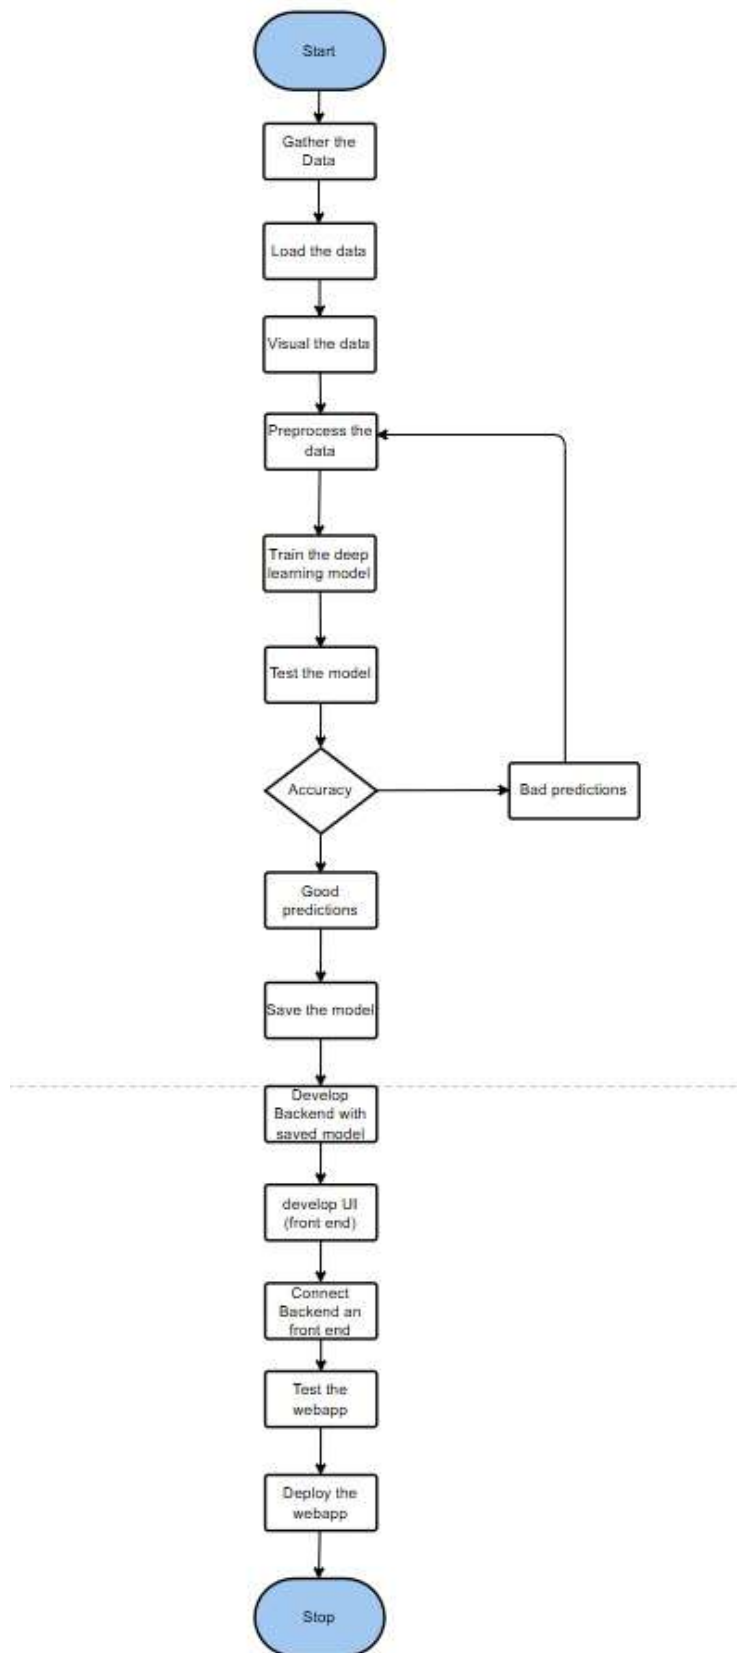 Start
Gather the
Data
Load the data
Visual the data
Preprocess the
data
Train the deep
learning model
Test the model
Accuracy
Bad predictions
Good
predictions
Save the model
Develop
Backend with
saved model
develop UI
(front end)
Connect
Backend an
front end
Test the
webapp
Deploy the
webapp
Stop